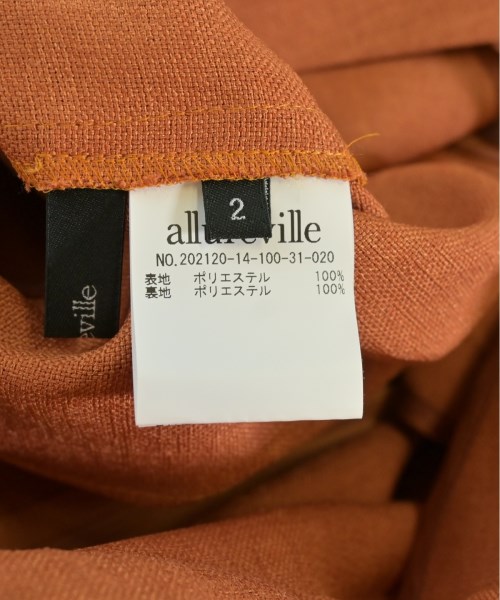 2
allureville
NO.202120-14-100-31-020
表地 ポリエステル 100%
裏地 ポリエステル 100%
eville